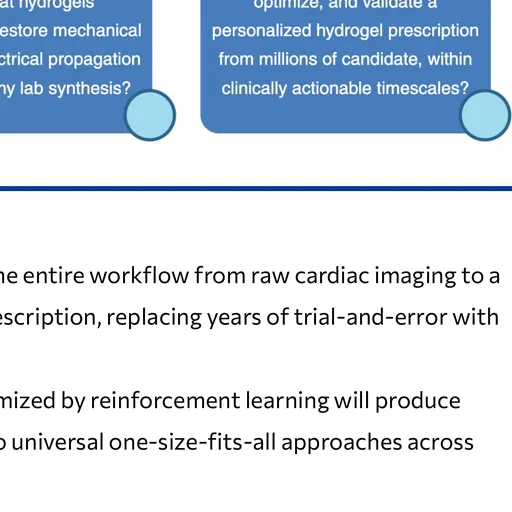 at hydrogels
estore mechanical
ctrical propagation
ny lab synthesis?
optimize, and validate a
personalized hydrogel prescription
from millions of candidate, within
clinically actionable timescales?
he entire workflow from raw cardiac imaging to a
escription, replacing years of trial-and-error with
mized by reinforcement learning will produce
o universal one-size-fits-all approaches across